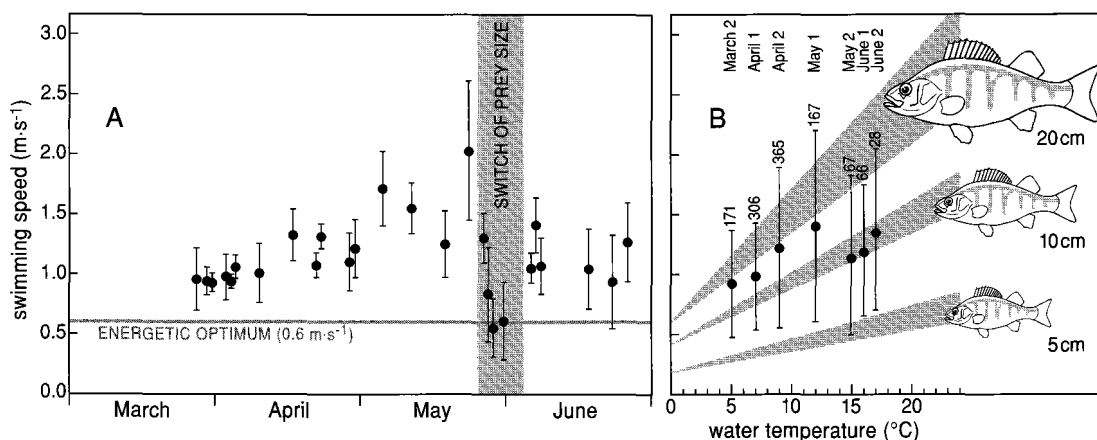 swimming speed (m·s⁻¹)
3.0
2.5
2.0
1.5
1.0
0.5
0.0
A
SWITCH OF PREY SIZE
ENERGETIC OPTIMUM (0.6 m·s⁻¹)
March April May June
B
March 2
April 1
April 2
May 1
May 2
June 1
June 2
171
1306
365
167
67
66
28
20cm
10cm
5cm
0 5 10 15 20
water temperature (°C)